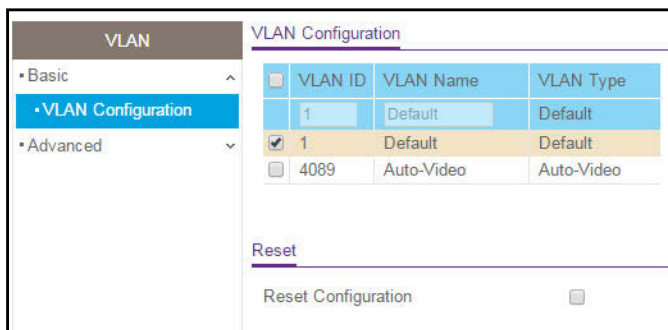 VLAN
Basic
VLAN Configuration
Advanced
VLAN Configuration
VLAN ID VLAN Name VLAN Type
1 Default Default
1 Default Default
4089 Auto-Video Auto-Video
Reset
Reset Configuration